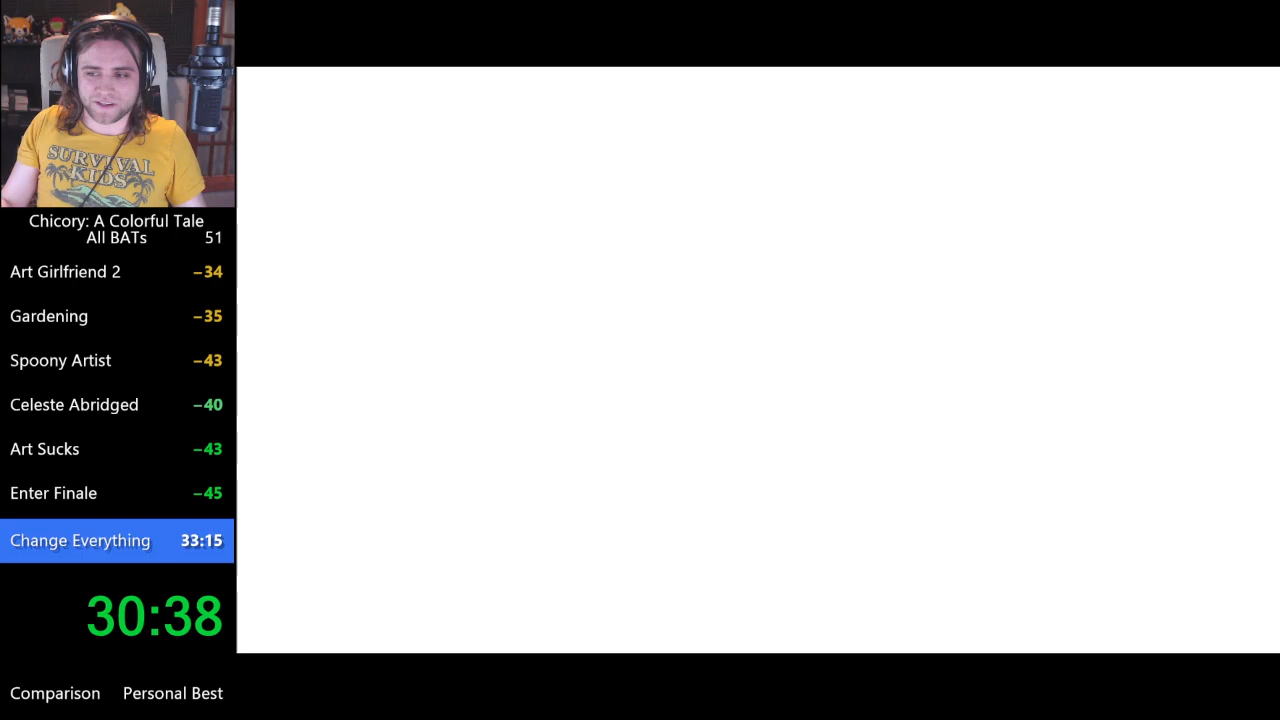 SURVIVAL
KIDS
Chicory: A Colorful Tale
All BATs 51
Art Girlfriend 2 −34
Gardening −35
Spoony Artist −43
Celeste Abridged −40
Art Sucks −43
Enter Finale −45
Change Everything 33:15
30:38
Comparison Personal Best